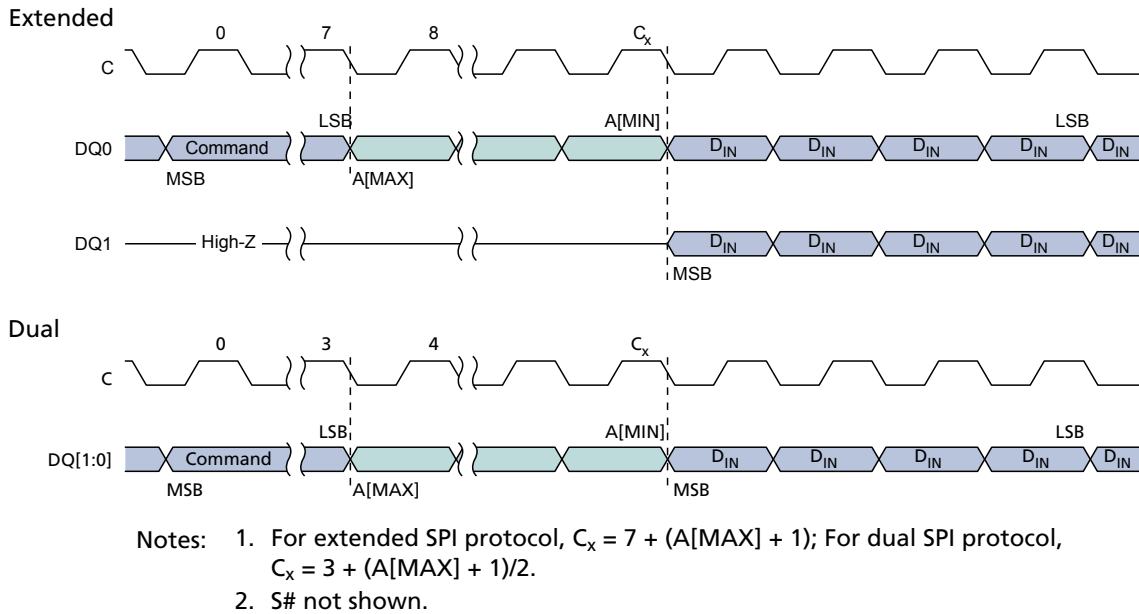 Extended
0 7 8 Cx
C
LSB A[MIN] LSB
DQ0 Command DIN DIN DIN DIN DIN
MSB A[MAX]
DQ1 High-Z DIN DIN DIN DIN DIN
MSB
Dual
0 3 4 Cx
C
LSB A[MIN] LSB
DQ[1:0] Command DIN DIN DIN DIN DIN
MSB A[MAX] MSB
Notes: 1. For extended SPI protocol, Cx = 7 + (A[MAX] + 1); For dual SPI protocol,
Cx = 3 + (A[MAX] + 1)/2.
2. S# not shown.